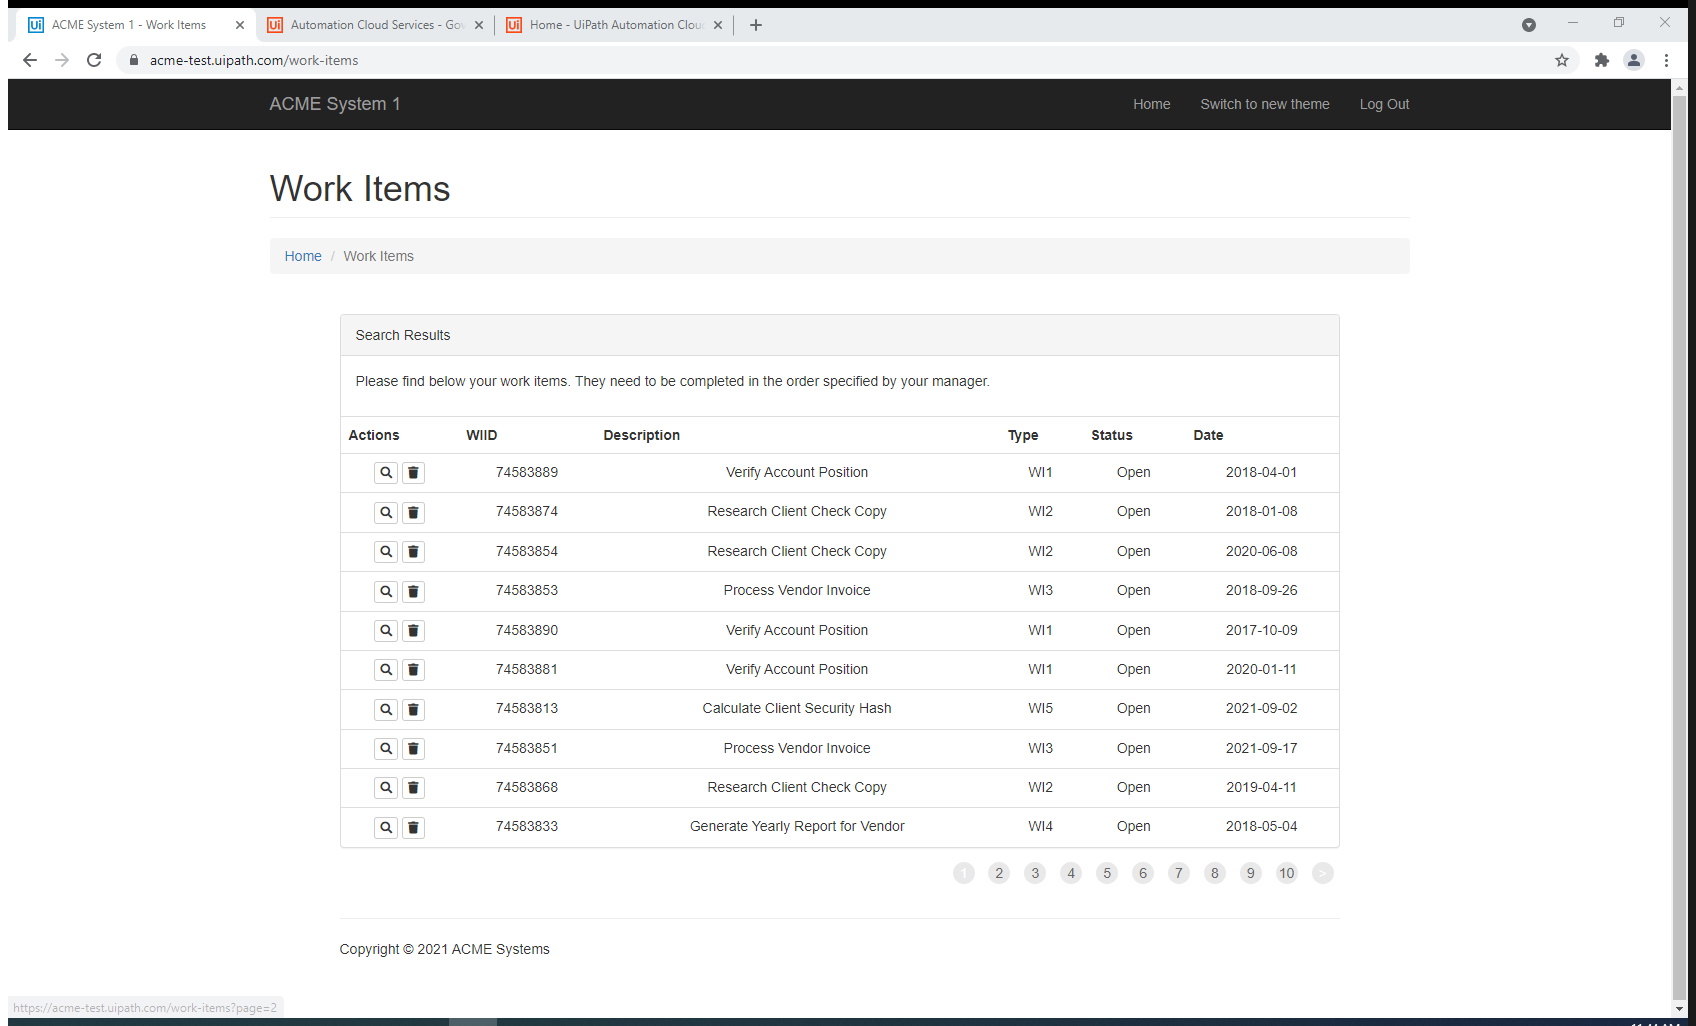 ACME System 1 - Work Items
Automation Cloud Services - Go
Home - UiPath Automation Clou
acme-test.uipath.com/work-items
ACME System 1 Home Switch to new theme Log Out
Work Items
Home / Work Items
Search Results
Please find below your work items. They need to be completed in the order specified by your manager.
Actions WIID Description Type Status Date
74583889 Verify Account Position WI1 Open 2018-04-01
74583874 Research Client Check Copy WI2 Open 2018-01-08
74583854 Research Client Check Copy WI2 Open 2020-06-08
74583853 Process Vendor Invoice WI3 Open 2018-09-26
74583890 Verify Account Position WI1 Open 2017-10-09
74583881 Verify Account Position WI1 Open 2020-01-11
74583813 Calculate Client Security Hash WI5 Open 2021-09-02
74583851 Process Vendor Invoice WI3 Open 2021-09-17
74583868 Research Client Check Copy WI2 Open 2019-04-11
74583833 Generate Yearly Report for Vendor WI4 Open 2018-05-04
1 2 3 4 5 6 7 8 9 10 >
Copyright © 2021 ACME Systems
https://acme-test.uipath.com/work-items?page=2